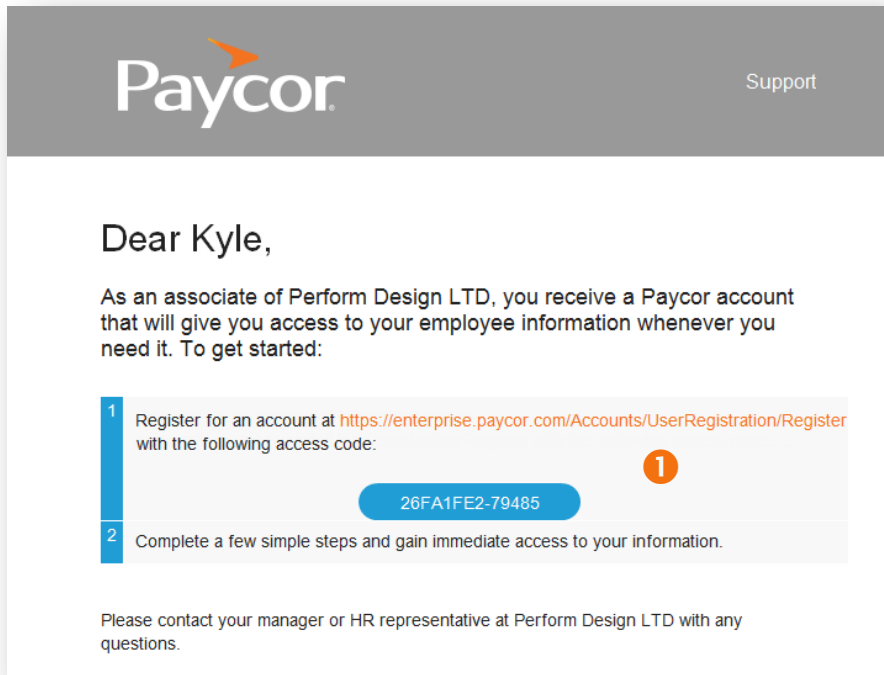 Paycor
Support
Dear Kyle,
As an associate of Perform Design LTD, you receive a Paycor account
that will give you access to your employee information whenever you
need it. To get started:
1
Register for an account at https://enterprise.paycor.com/Accounts/UserRegistration/Register
with the following access code:
1
26FA1FE2-79485
2
Complete a few simple steps and gain immediate access to your information.
Please contact your manager or HR representative at Perform Design LTD with any
questions.